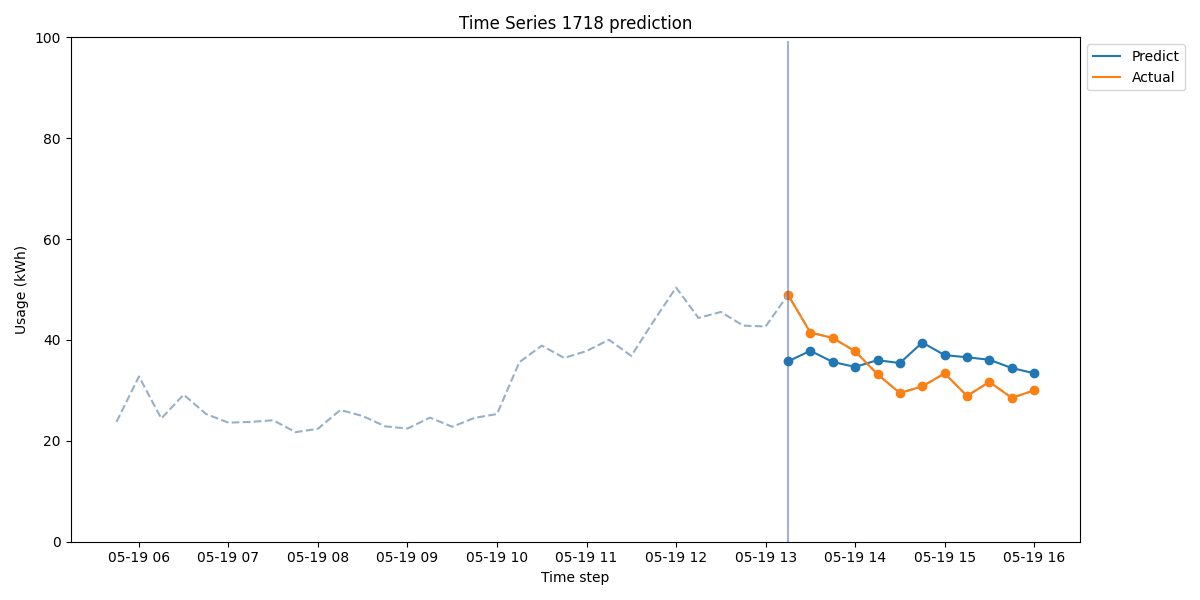 Time Series 1718 prediction
100
80
60
40
20
0
Usage (kWh)
Predict
Actual
05-19 06 05-19 07 05-19 08 05-19 09 05-19 10 05-19 11 05-19 12 05-19 13 05-19 14 05-19 15 05-19 16
Time step